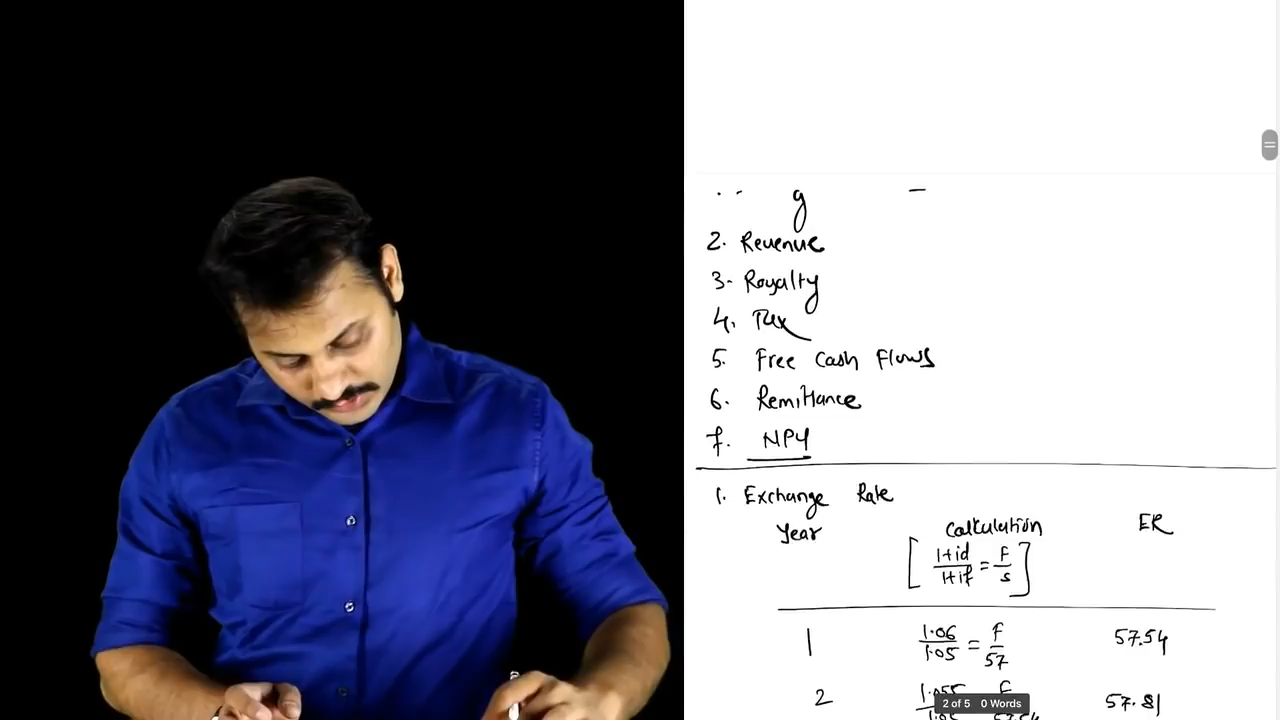 g
2. Revenue
3. Royalty
4. Tax
5. Free Cash Flows
6. Remittance
7. NPV
1. Exchange Rate
Year Calculation ER
[ 1+id / 1+if = F / S ]
1 1.06 / 1.05 = F / 57 57.54
2 1.055 F 57.81
2 of 5 0 Words